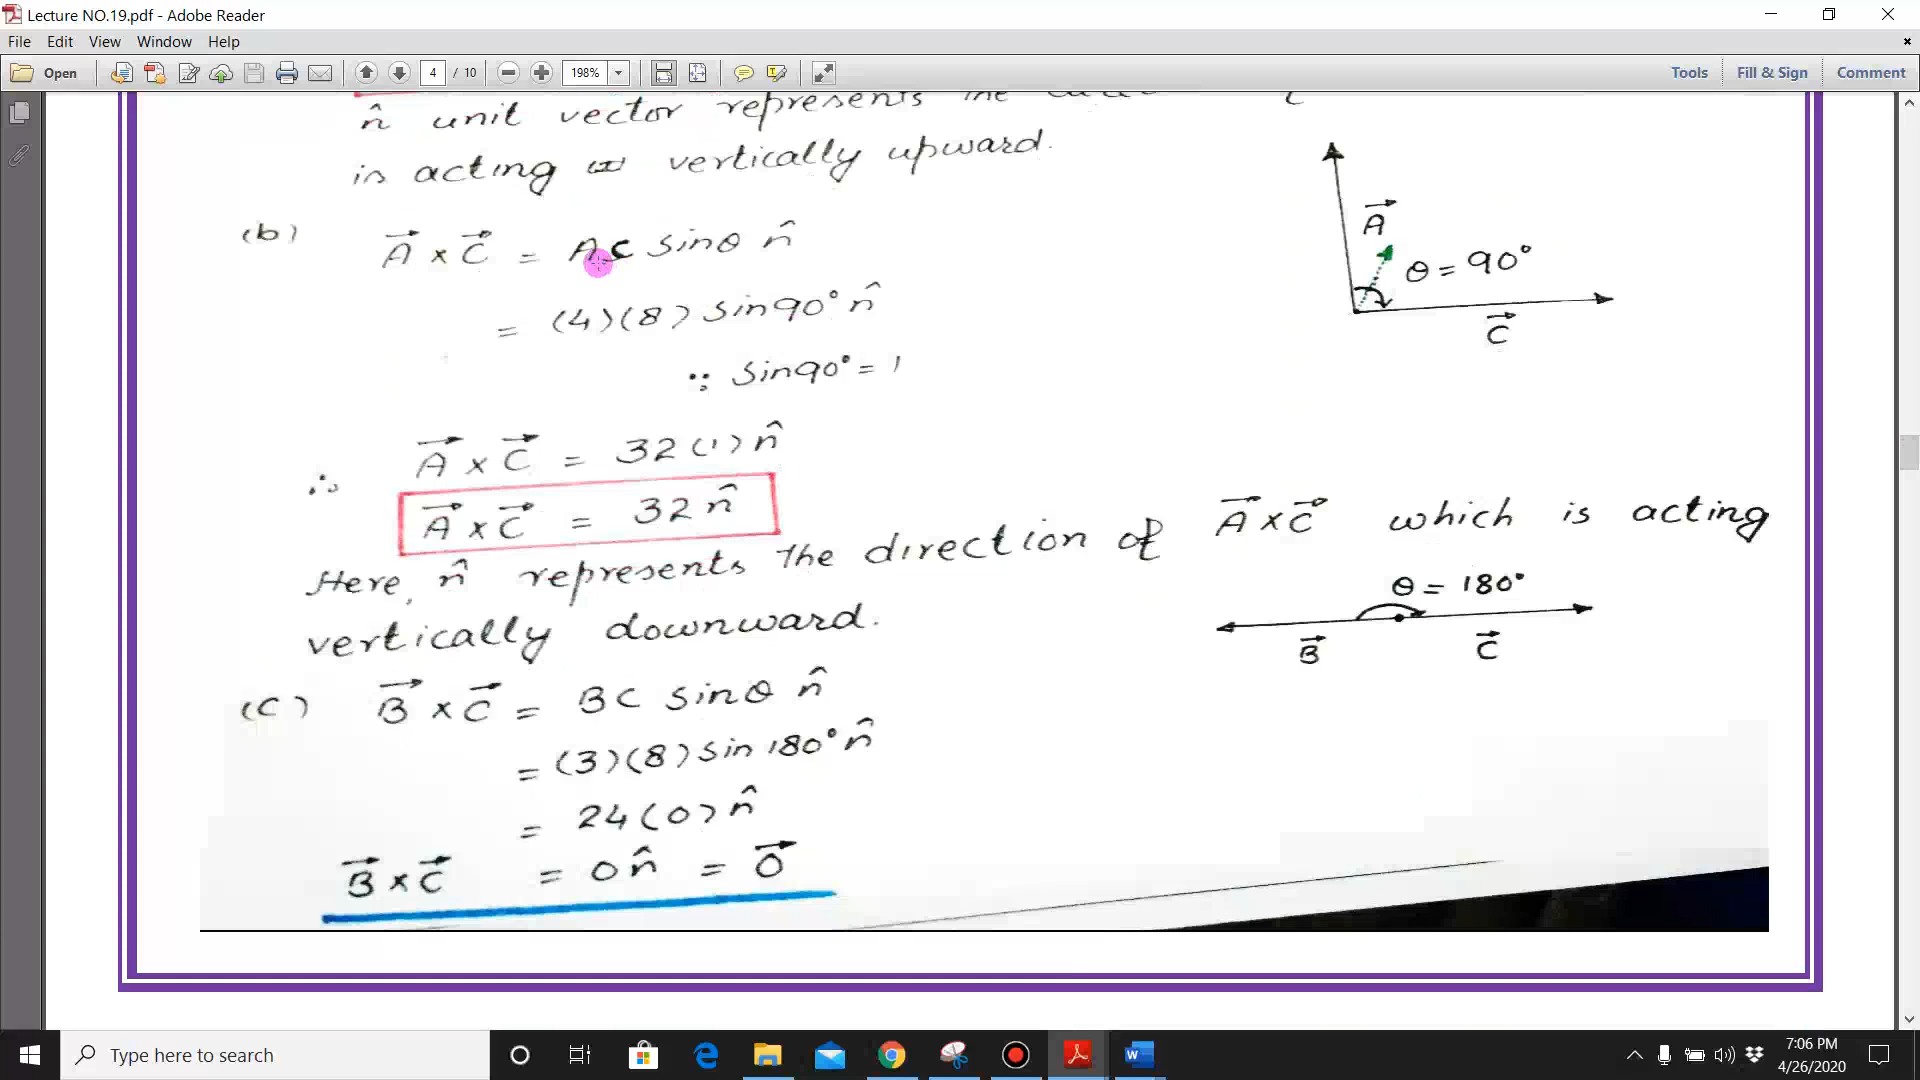 Lecture NO.19.pdf - Adobe Reader
File Edit View Window Help
Open 4 / 10 198% Tools Fill & Sign Comment
n̂ unit vector represents the
is acting vertically upward.
(b) A⃗ × C⃗ = AC sinθ n̂
= (4)(8) sin90° n̂
∵ sin90° = 1
∴ A⃗ × C⃗ = 32(1) n̂
A⃗ × C⃗ = 32 n̂
Here, n̂ represents the direction of A⃗ × C⃗ which is acting
vertically downward.
(C) B⃗ × C⃗ = BC sinθ n̂
= (3)(8) sin 180° n̂
= 24(0) n̂
B⃗ × C⃗ = 0 n̂ = 0⃗
A⃗
θ = 90°
C⃗
θ = 180°
B⃗ C⃗
Type here to search
7:06 PM
4/26/2020